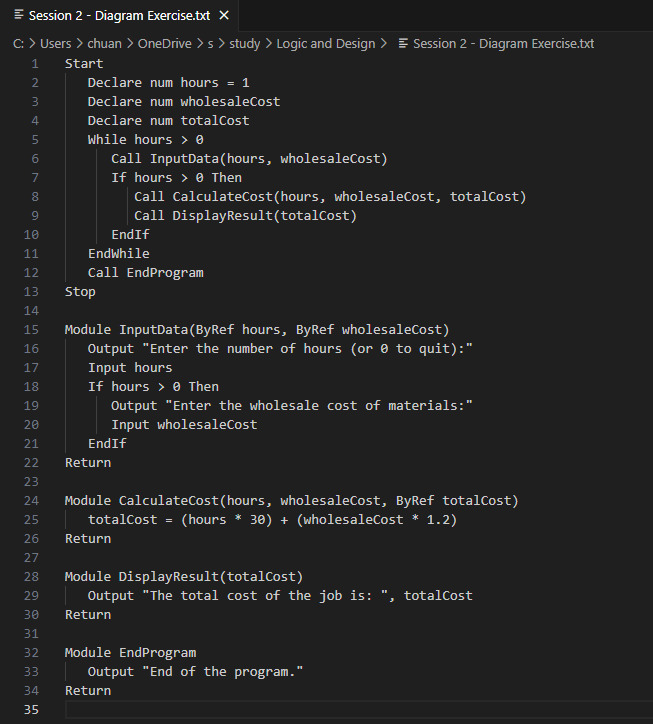 Session 2 - Diagram Exercise.txt ×
C: > Users > chuan > OneDrive > s > study > Logic and Design > Session 2 - Diagram Exercise.txt
1 Start
2 Declare num hours = 1
3 Declare num wholesaleCost
4 Declare num totalCost
5 While hours > 0
6 Call InputData(hours, wholesaleCost)
7 If hours > 0 Then
8 Call CalculateCost(hours, wholesaleCost, totalCost)
9 Call DisplayResult(totalCost)
10 EndIf
11 EndWhile
12 Call EndProgram
13 Stop
14
15 Module InputData(ByRef hours, ByRef wholesaleCost)
16 Output "Enter the number of hours (or 0 to quit):"
17 Input hours
18 If hours > 0 Then
19 Output "Enter the wholesale cost of materials:"
20 Input wholesaleCost
21 EndIf
22 Return
23
24 Module CalculateCost(hours, wholesaleCost, ByRef totalCost)
25 totalCost = (hours * 30) + (wholesaleCost * 1.2)
26 Return
27
28 Module DisplayResult(totalCost)
29 Output "The total cost of the job is: ", totalCost
30 Return
31
32 Module EndProgram
33 Output "End of the program."
34 Return
35